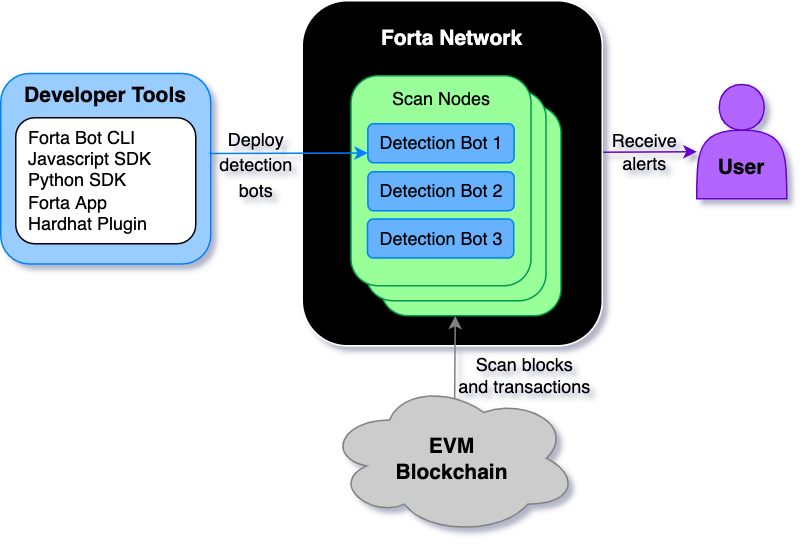 Forta Network
Developer Tools
Forta Bot CLI
Javascript SDK
Python SDK
Forta App
Hardhat Plugin
Deploy
detection
bots
Scan Nodes
Detection Bot 1
Detection Bot 2
Detection Bot 3
Receive
alerts
User
Scan blocks
and transactions
EVM
Blockchain